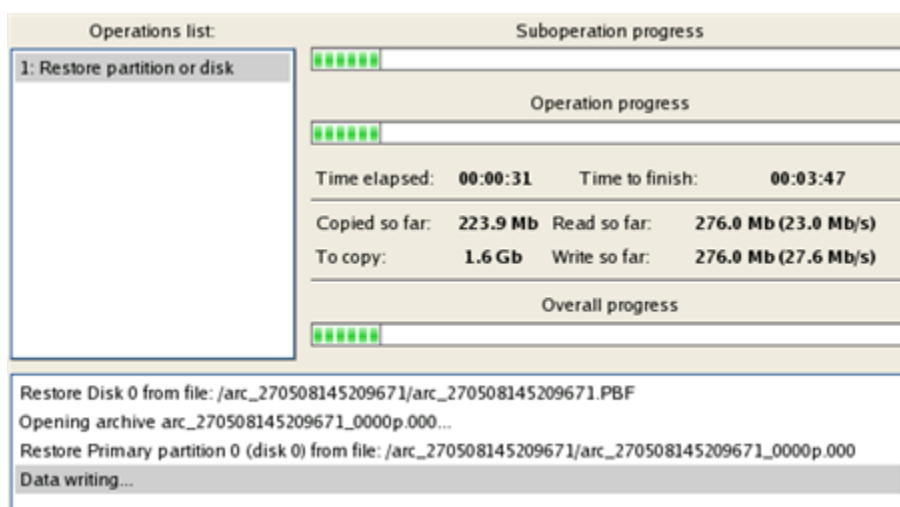 Operations list:
1: Restore partition or disk
Suboperation progress
Operation progress
Time elapsed: 00:00:31 Time to finish: 00:03:47
Copied so far: 223.9 Mb Read so far: 276.0 Mb (23.0 Mb/s)
To copy: 1.6 Gb Write so far: 276.0 Mb (27.6 Mb/s)
Overall progress
Restore Disk 0 from file: /arc_270508145209671/arc_270508145209671.PBF
Opening archive arc_270508145209671_0000p.000...
Restore Primary partition 0 (disk 0) from file: /arc_270508145209671/arc_270508145209671_0000p.000
Data writing...